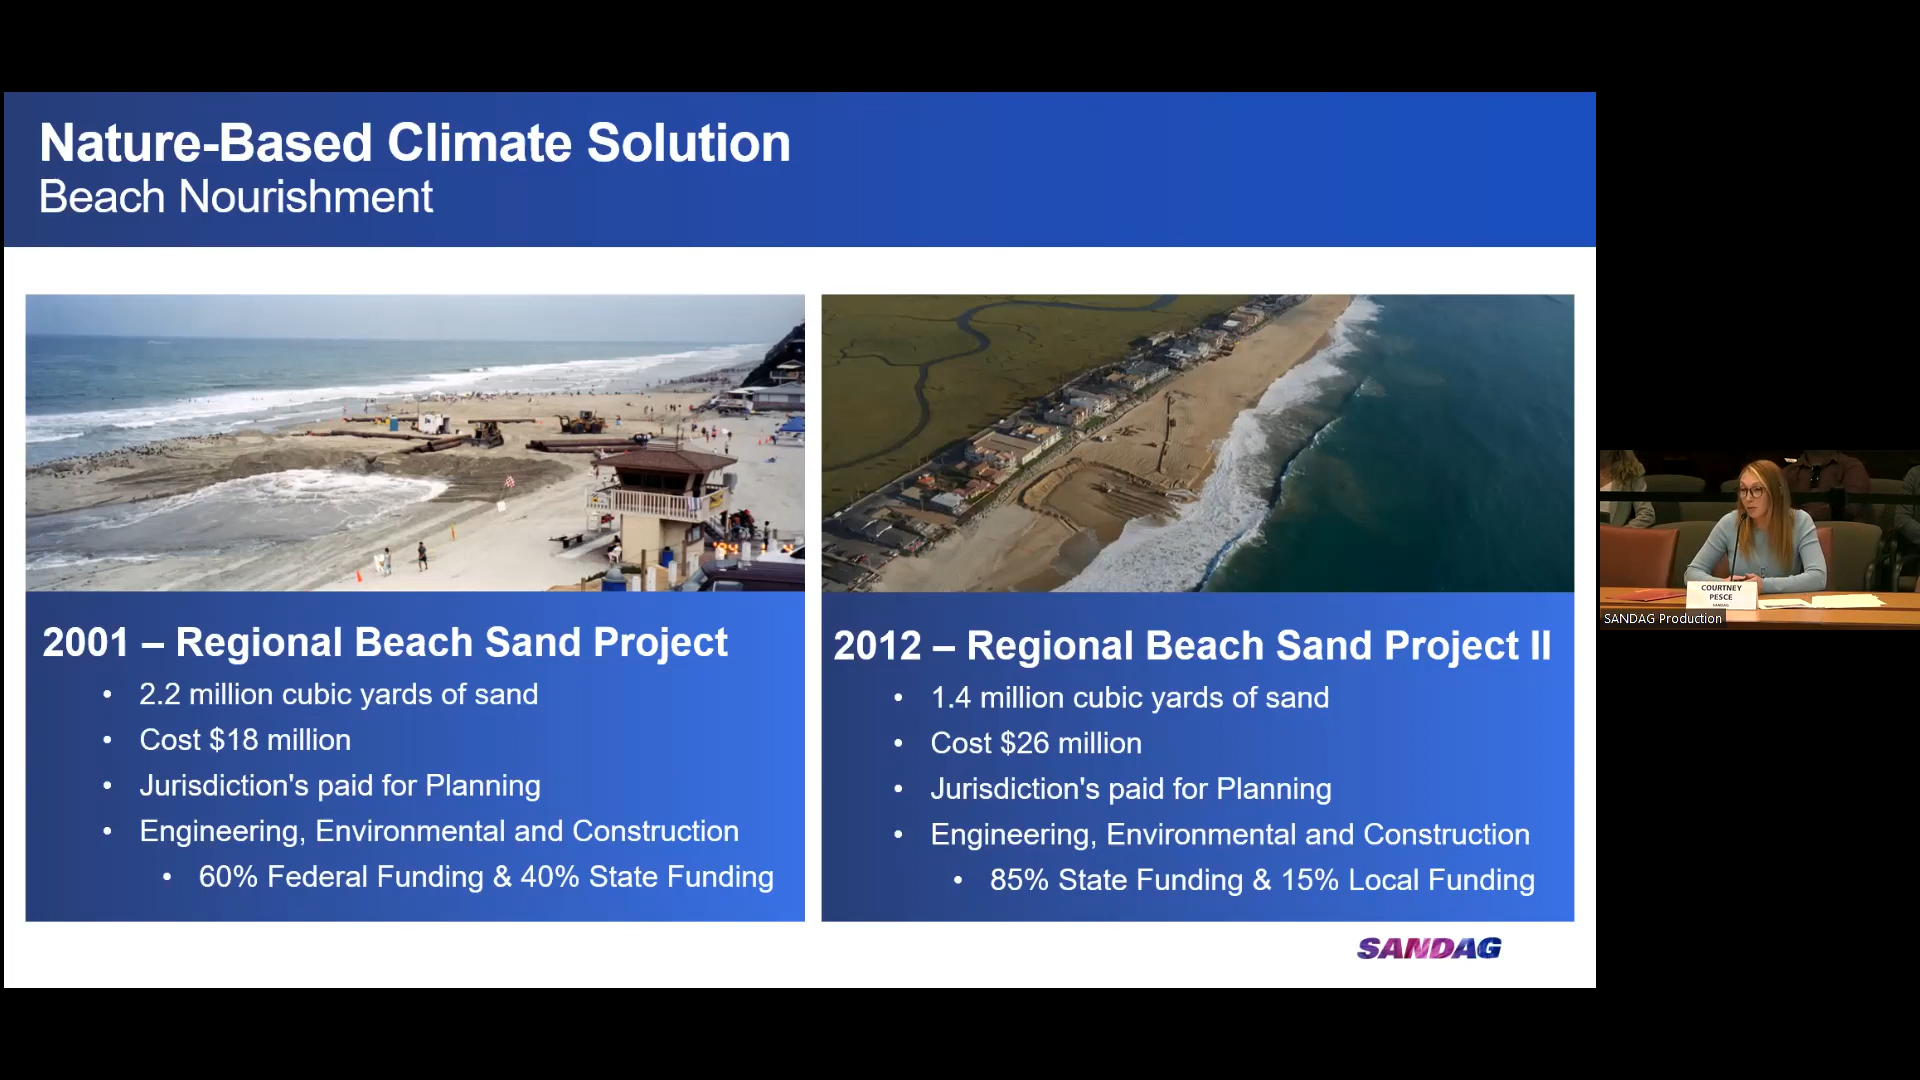 Nature-Based Climate Solution
Beach Nourishment
2001 – Regional Beach Sand Project
• 2.2 million cubic yards of sand
• Cost $18 million
• Jurisdiction's paid for Planning
• Engineering, Environmental and Construction
• 60% Federal Funding & 40% State Funding
2012 – Regional Beach Sand Project II
• 1.4 million cubic yards of sand
• Cost $26 million
• Jurisdiction's paid for Planning
• Engineering, Environmental and Construction
• 85% State Funding & 15% Local Funding
SANDAG
COURTNEY
PESCE
SANDAG
SANDAG Production